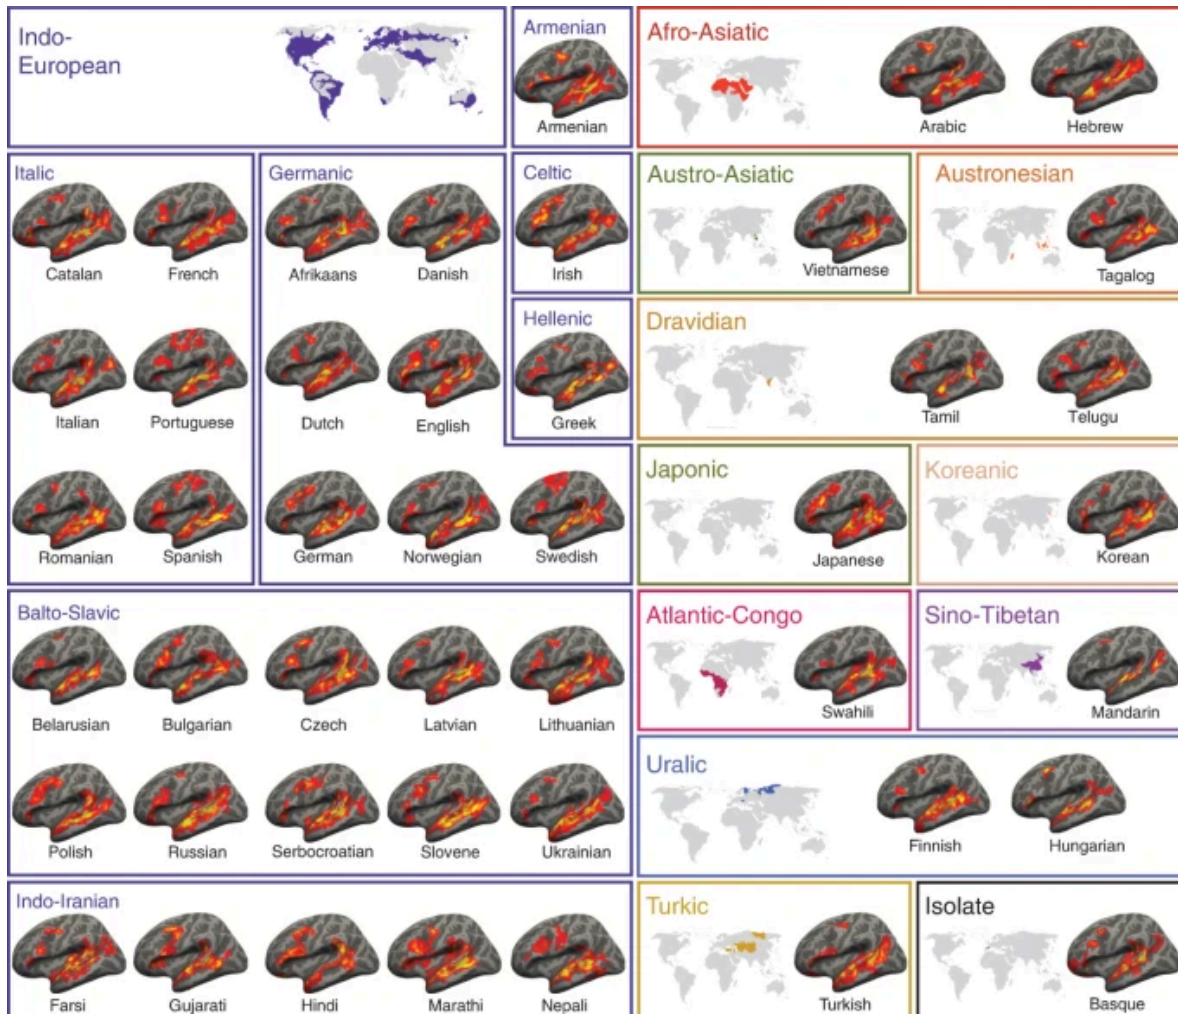 Indo-
European
Armenian
Armenian
Afro-Asiatic
Arabic
Hebrew
Italic
Catalan
French
Italian
Portuguese
Romanian
Spanish
Germanic
Afrikaans
Danish
Dutch
English
German
Norwegian
Swedish
Celtic
Irish
Hellenic
Greek
Austro-Asiatic
Vietnamese
Austronesian
Tagalog
Dravidian
Tamil
Telugu
Japonic
Japanese
Koreanic
Korean
Balto-Slavic
Belarusian
Bulgarian
Czech
Latvian
Lithuanian
Polish
Russian
Serbocroatian
Slovene
Ukrainian
Atlantic-Congo
Swahili
Sino-Tibetan
Mandarin
Uralic
Finnish
Hungarian
Indo-Iranian
Farsi
Gujarati
Hindi
Marathi
Nepali
Turkic
Turkish
Isolate
Basque